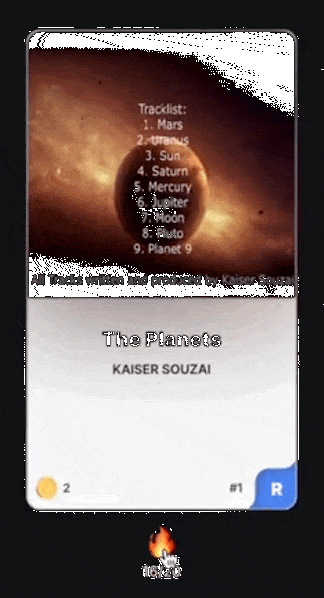 Tracklist:
1. Mars
2. Uranus
3. Sun
4. Saturn
5. Mercury
6. Jupiter
7. Moon
8. Pluto
9. Planet 9
All tracks written and produced by Kaiser Souzai
The Planets
KAISER SOUZAI
2
#1
R